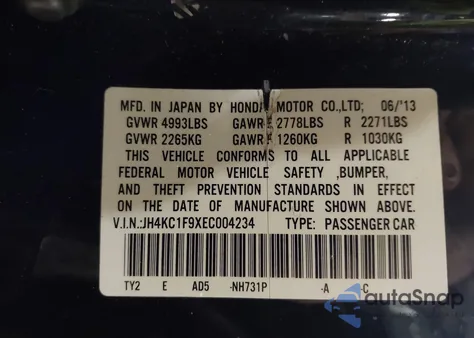 MFD. IN JAPAN BY HONDA MOTOR CO.,LTD; 06/'13
GVWR 4993LBS GAWR F 2778LBS R 2271LBS
GVWR 2265KG GAWR F 1260KG R 1030KG
THIS VEHICLE CONFORMS TO ALL APPLICABLE
FEDERAL MOTOR VEHICLE SAFETY ,BUMPER,
AND THEFT PREVENTION STANDARDS IN EFFECT
ON THE DATE OF MANUFACTURE SHOWN ABOVE.
V.I.N.:JH4KC1F9XEC004234 TYPE: PASSENGER CAR
TY2 E AD5 -NH731P -A -C
autaSnap